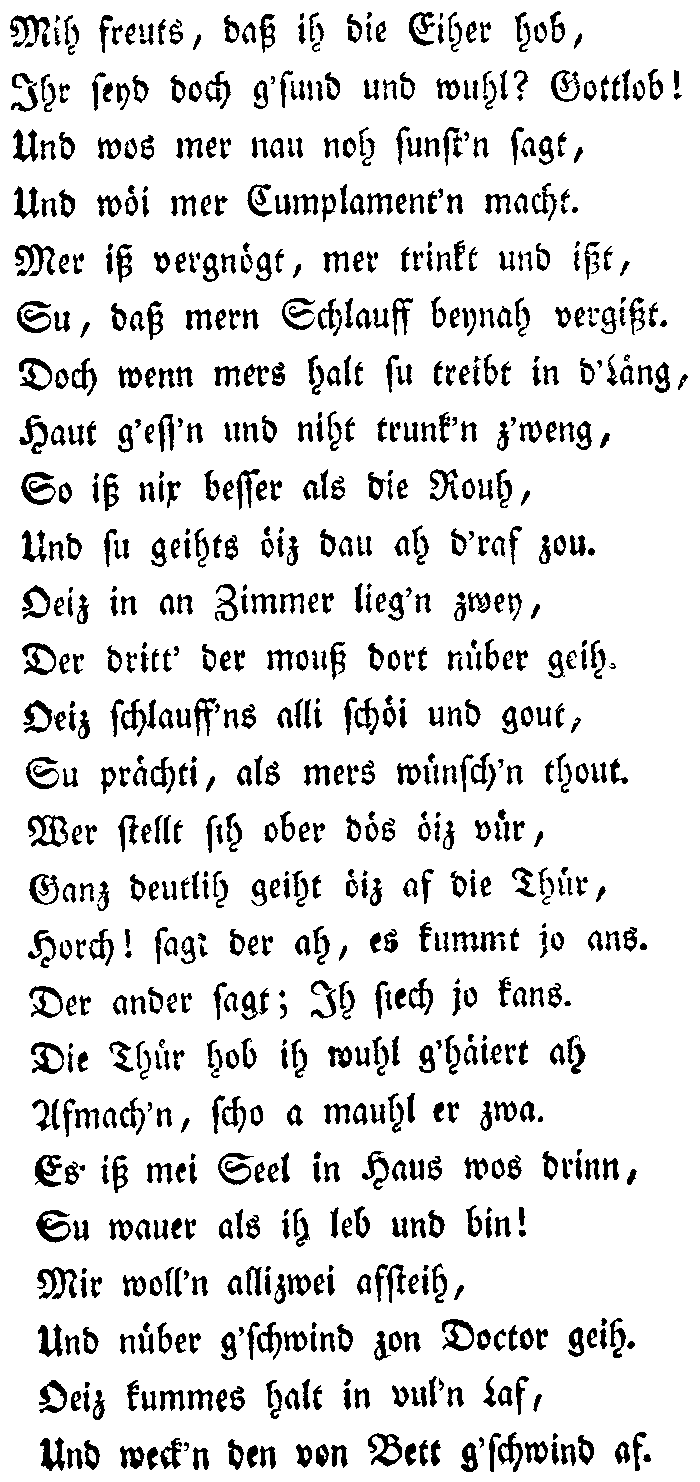 Mih freuts, daß ih die Eiher hob,
Ihr seyd doch g'sund und wuhl? Gottlob!
Und wos mer nau noh sunst'n sagt,
Und wöi mer Cumplament'n macht.
Mer iß vergnögt, mer trinkt und ißt,
Su, daß mern Schlauff beynah vergißt.
Doch wenn mers halt su treibt in d'Läng,
Haut g'ess'n und niht trunk'n z'weng,
So iß nix besser als die Rouh,
Und su geihts öiz dau ah d'raf zou.
Oeiz in an Zimmer lieg'n zwey,
Der dritt' der mouß dort nüber geih.
Oeiz schlauff'ns alli schöi und gout,
Su prächti, als mers wünsch'n thout.
Wer stellt sih ober dös öiz vür,
Ganz deutlih geiht öiz af die Thür,
Horch! sagt der ah, es kummt jo ans.
Der ander sagt; Ih siech jo kans.
Die Thür hob ih wuhl g'häiert ah
Afmach'n, scho a mauhl er zwa.
Es iß mei Seel in Haus wos drinn,
Su wauer als ih leb und bin!
Mir woll'n allizwei afsteih,
Und nüber g'schwind zon Doctor geih.
Oeiz kummes halt in vul'n Laf,
Und weck'n den von Bett g'schwind af.